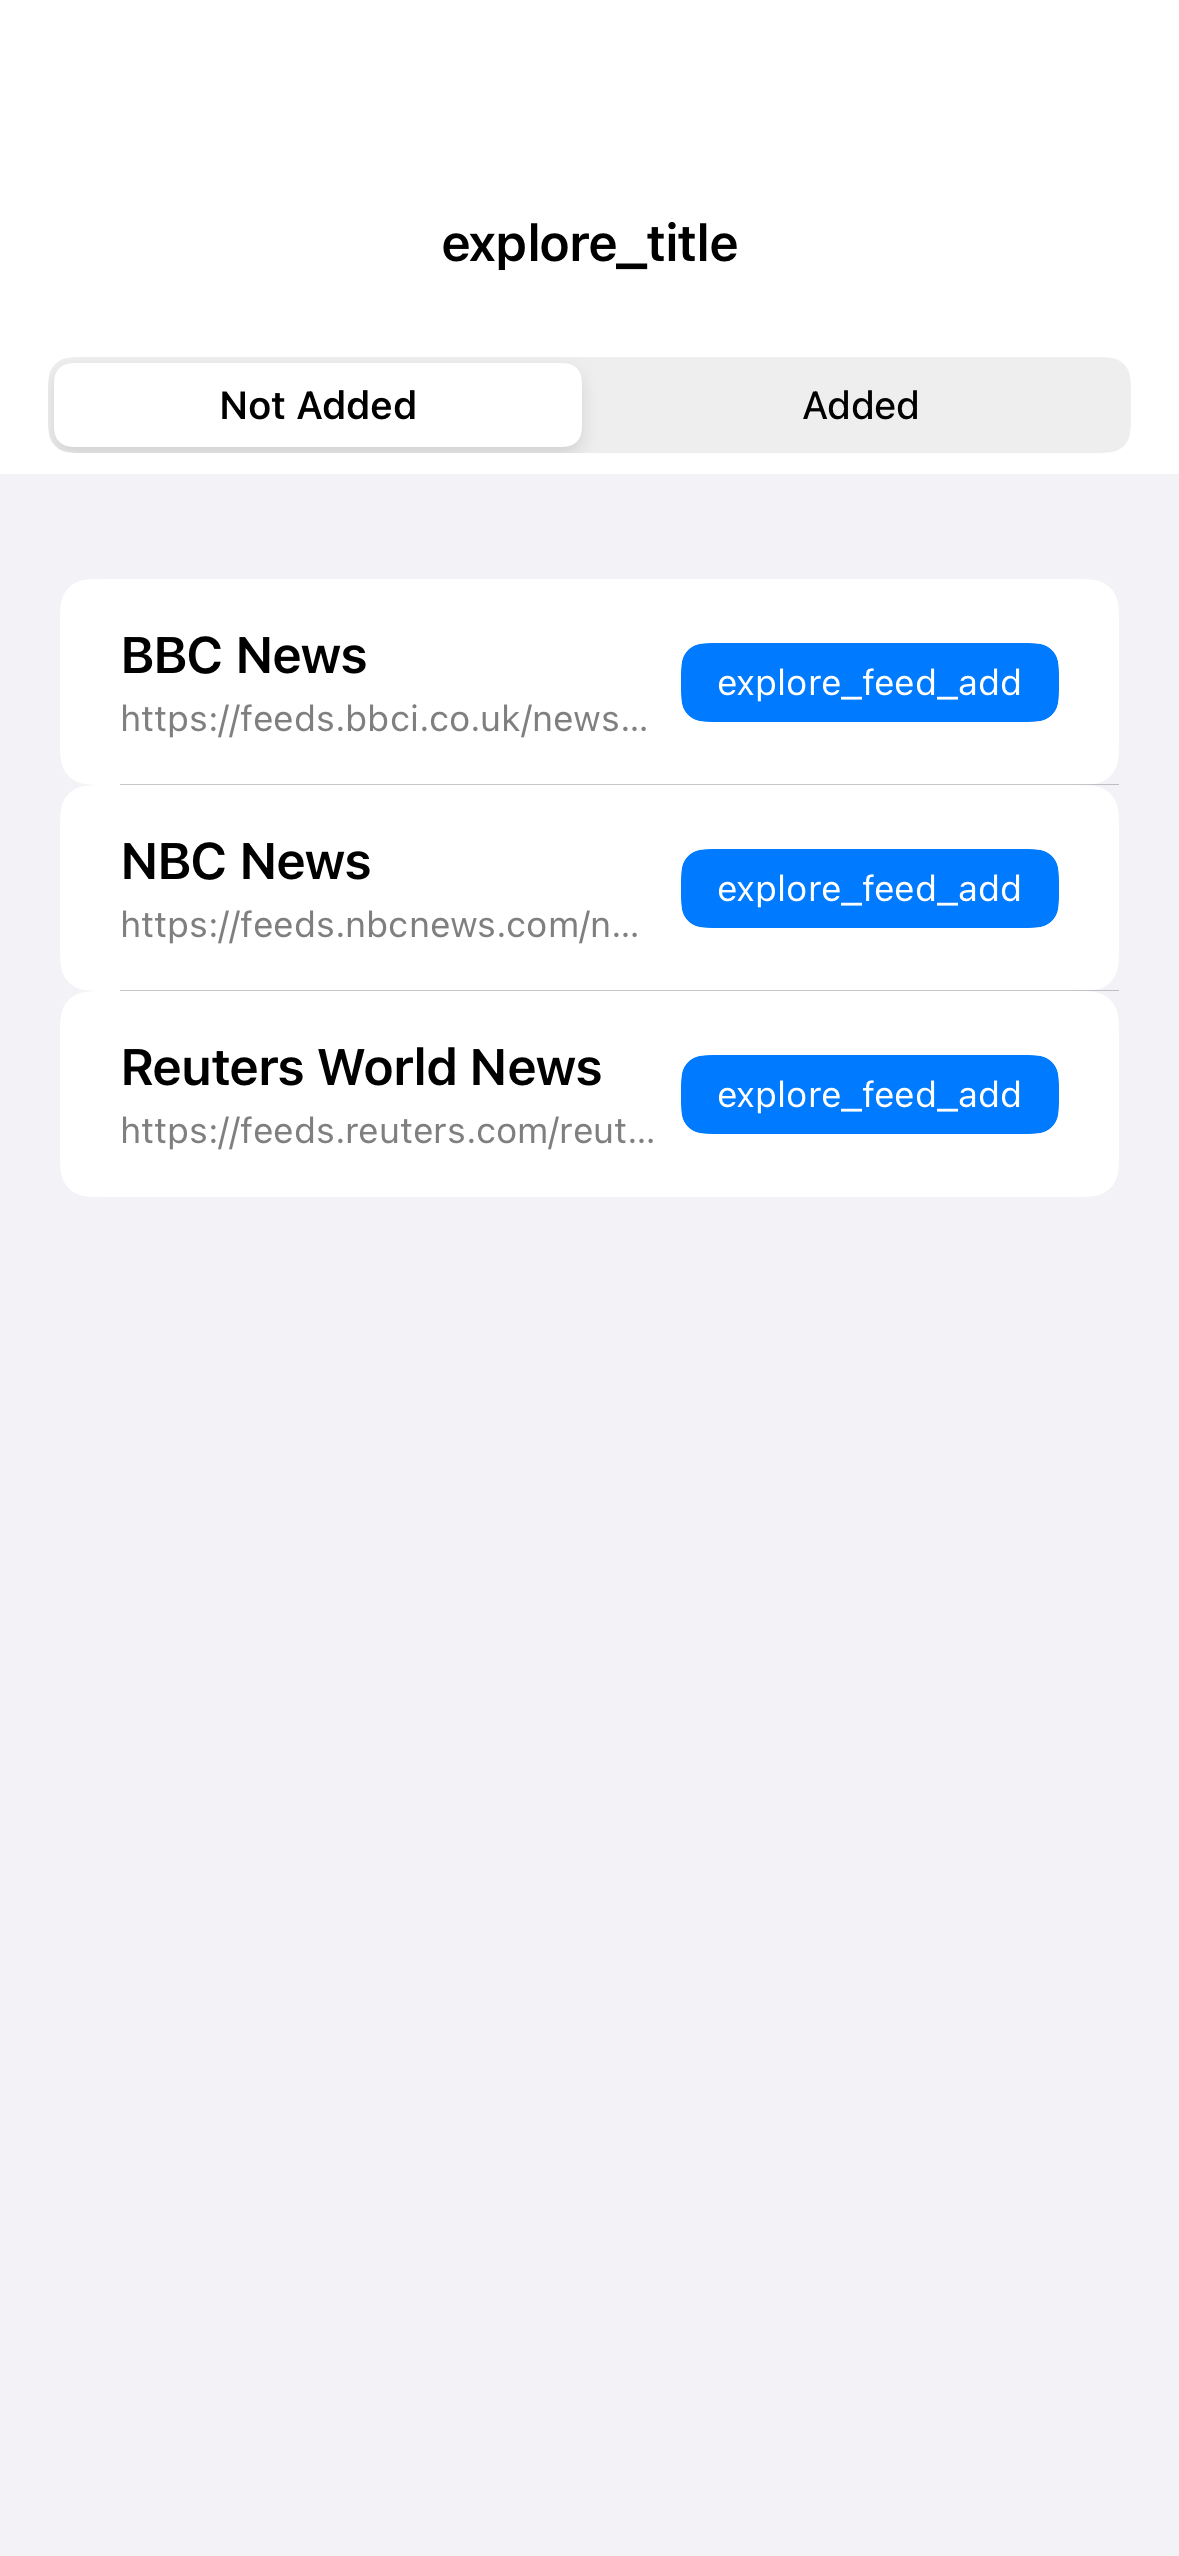 explore_title
Not Added
Added
BBC News
https://feeds.bbci.co.uk/news...
explore_feed_add
NBC News
https://feeds.nbcnews.com/n...
explore_feed_add
Reuters World News
https://feeds.reuters.com/reut...
explore_feed_add